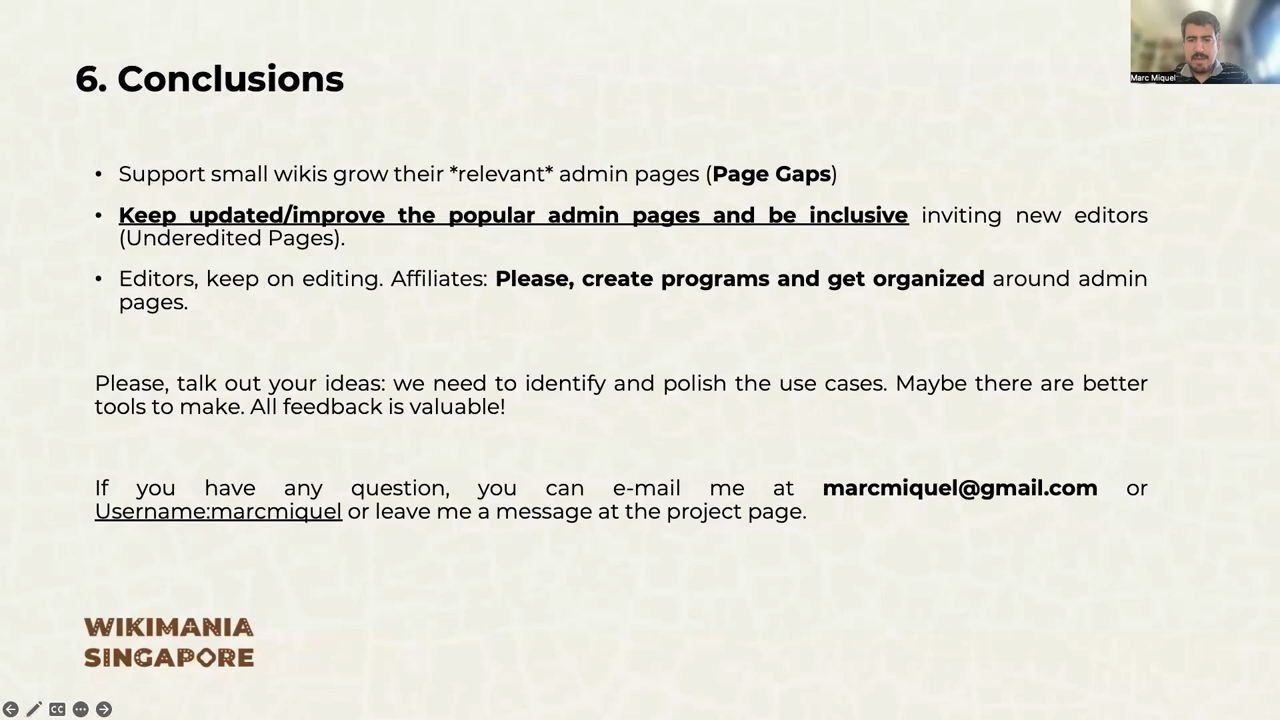 Marc Miquel
6. Conclusions
• Support small wikis grow their *relevant* admin pages (Page Gaps)
• Keep updated/improve the popular admin pages and be inclusive inviting new editors
(Underedited Pages).
• Editors, keep on editing. Affiliates: Please, create programs and get organized around admin
pages.
Please, talk out your ideas: we need to identify and polish the use cases. Maybe there are better
tools to make. All feedback is valuable!
If you have any question, you can e-mail me at marcmiquel@gmail.com or
Username:marcmiquel or leave me a message at the project page.
WIKIMANIA
SINGAPORE
CC